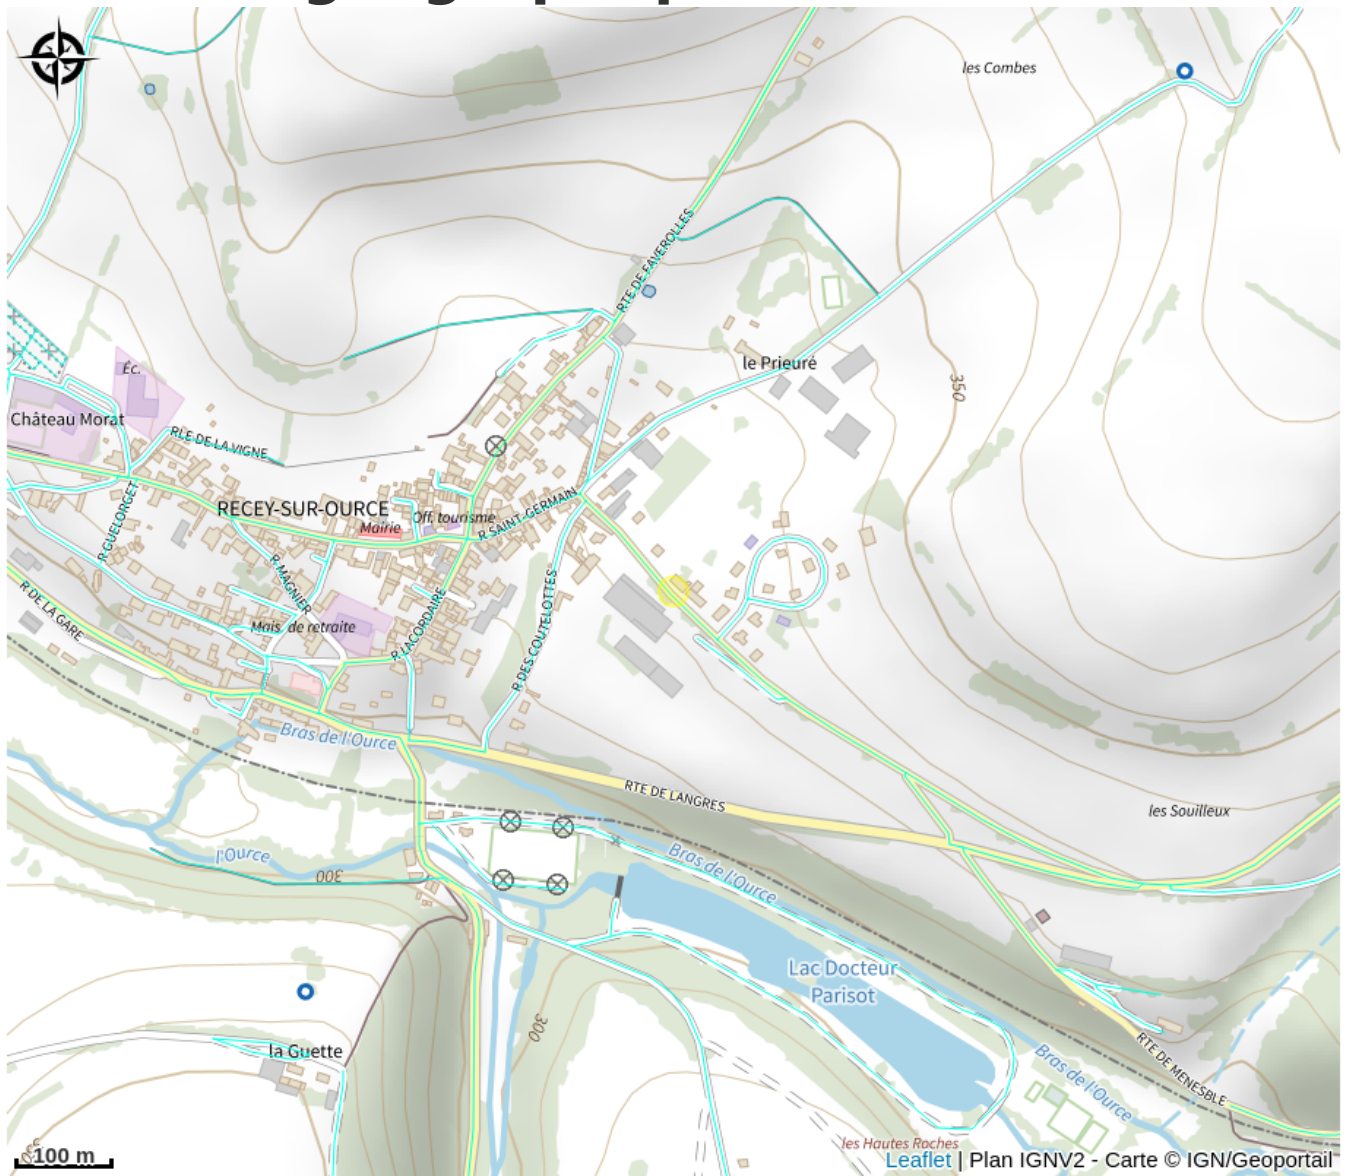 les Combes
RTE DE FAVEROLLES
le Prieuré
350
Éc.
Château Morat
RLE DE LA VIGNE
RECEY-SUR-OURCE
Mairie
Off. tourisme
R SAINT-GERMAIN
R GUELORGET
R MAGNIER
R DE LA GARE
Mais. de retraite
R LACORDAIRE
R DES COUTELOTTES
Bras de l'Ource
RTE DE LANGRES
les Souilleux
l'Ource
300
Bras de l'Ource
Lac Docteur
Parisot
300
la Guette
RTE DE MENESBLE
Bras de l'Ource
les Hautes Roches
100 m
Leaflet | Plan IGNV2 - Carte © IGN/Geoportail